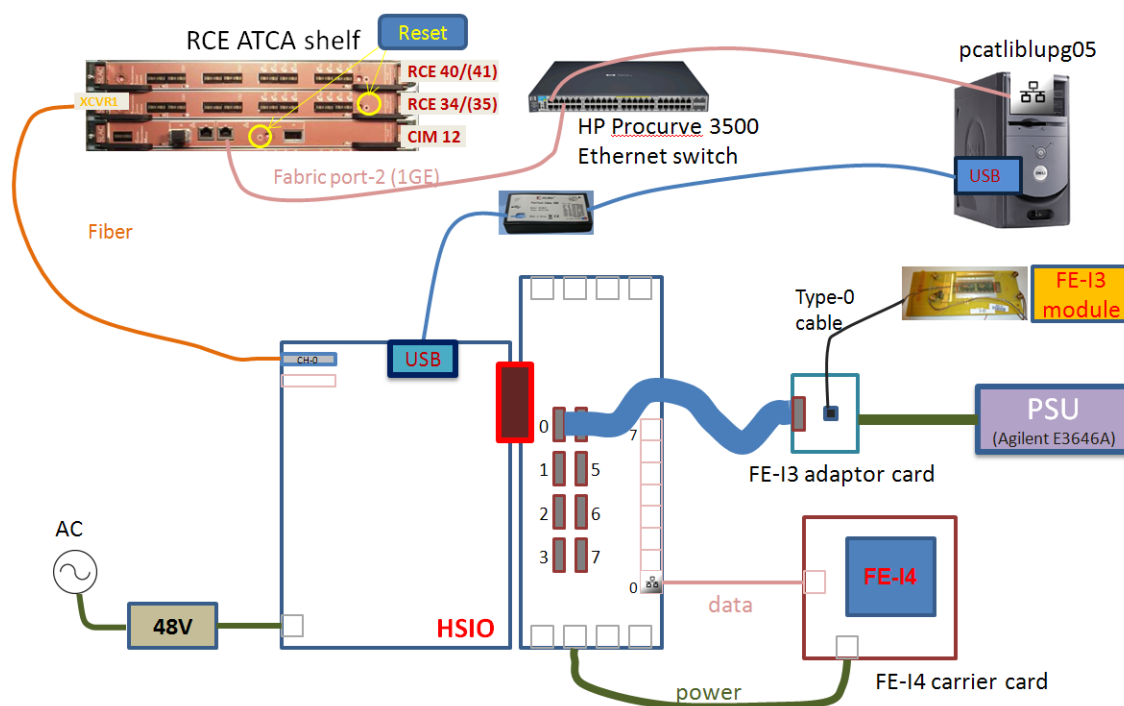 RCE ATCA shelf
Reset
pcatliblupg05
RCE 40/(41)
XCVR1
RCE 34/(35)
CIM 12
HP Procurve 3500
Ethernet switch
Fabric port-2 (1GE)
USB
Fiber
Type-0
cable
FE-I3
module
CH-0
USB
PSU
(Agilent E3646A)
0
7
1
5
FE-I3 adaptor card
2
6
3
7
AC
0
data
FE-I4
48V
HSIO
power
FE-I4 carrier card